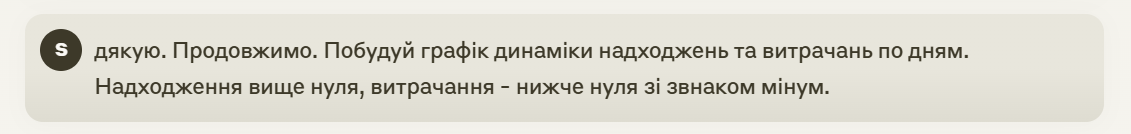 S
дякую. Продовжимо. Побудуй графік динаміки надходжень та витрачань по дням.
Надходження вище нуля, витрачання - нижче нуля зі звнаком мінум.